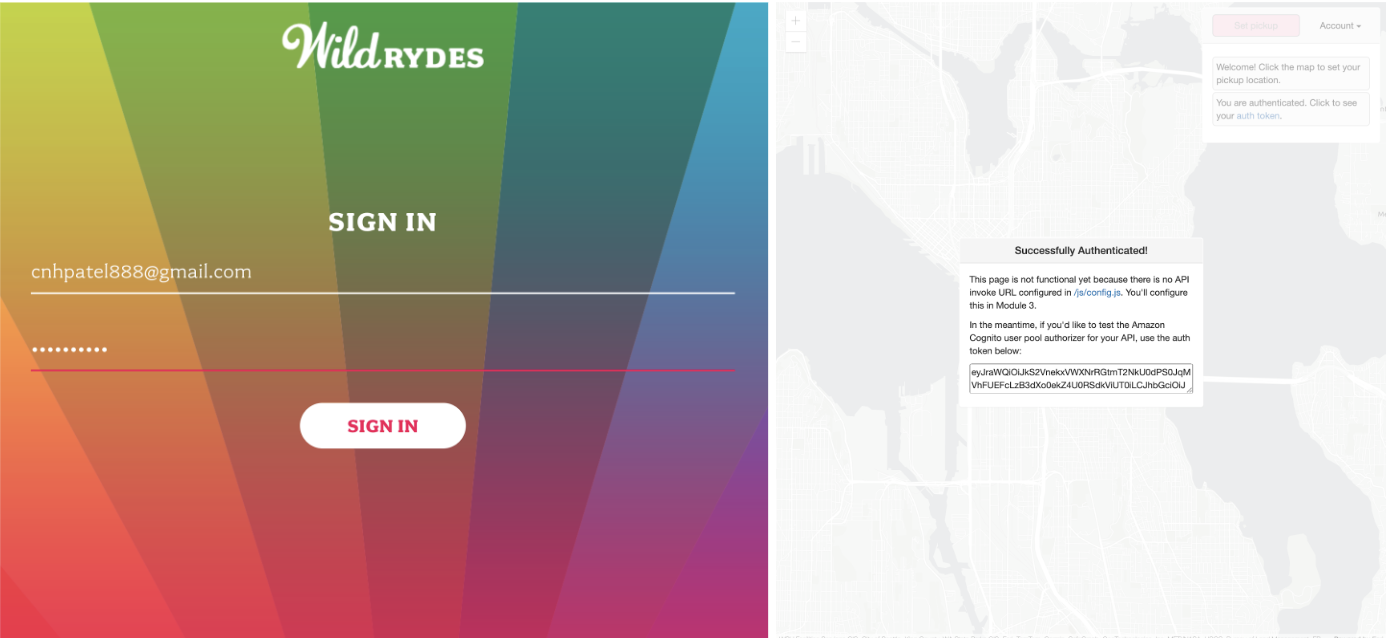 Wild RYDES
SIGN IN
cnhpatel888@gmail.com
••••••••••
SIGN IN
+
−
Set pickup
Account
Welcome! Click the map to set your
pickup location.
You are authenticated. Click to see
your auth token.
Successfully Authenticated!
This page is not functional yet because there is no API
invoke URL configured in /js/config.js. You'll configure
this in Module 3.
In the meantime, if you'd like to test the Amazon
Cognito user pool authorizer for your API, use the auth
token below: